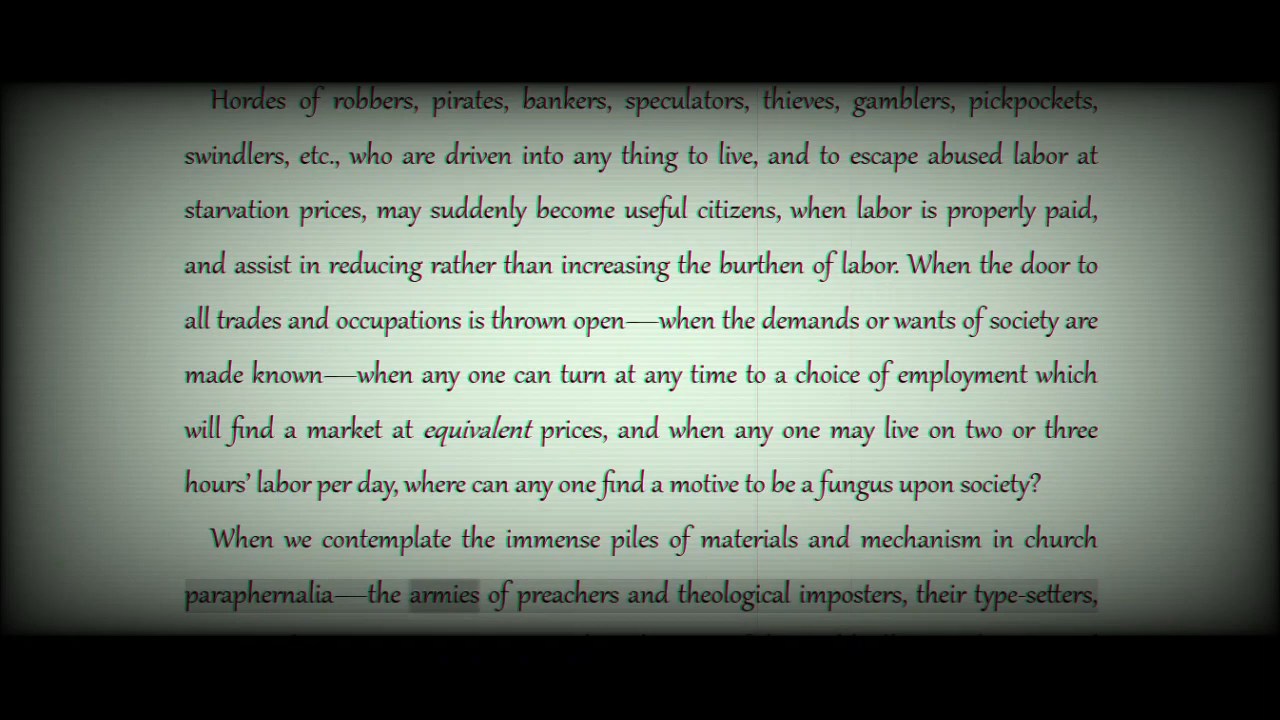 Hordes of robbers, pirates, bankers, speculators, thieves, gamblers, pickpockets,
swindlers, etc., who are driven into any thing to live, and to escape abused labor at
starvation prices, may suddenly become useful citizens, when labor is properly paid,
and assist in reducing rather than increasing the burthen of labor. When the door to
all trades and occupations is thrown open—when the demands or wants of society are
made known—when any one can turn at any time to a choice of employment which
will find a market at equivalent prices, and when any one may live on two or three
hours’ labor per day, where can any one find a motive to be a fungus upon society?
When we contemplate the immense piles of materials and mechanism in church
paraphernalia—the armies of preachers and theological imposters, their type-setters,